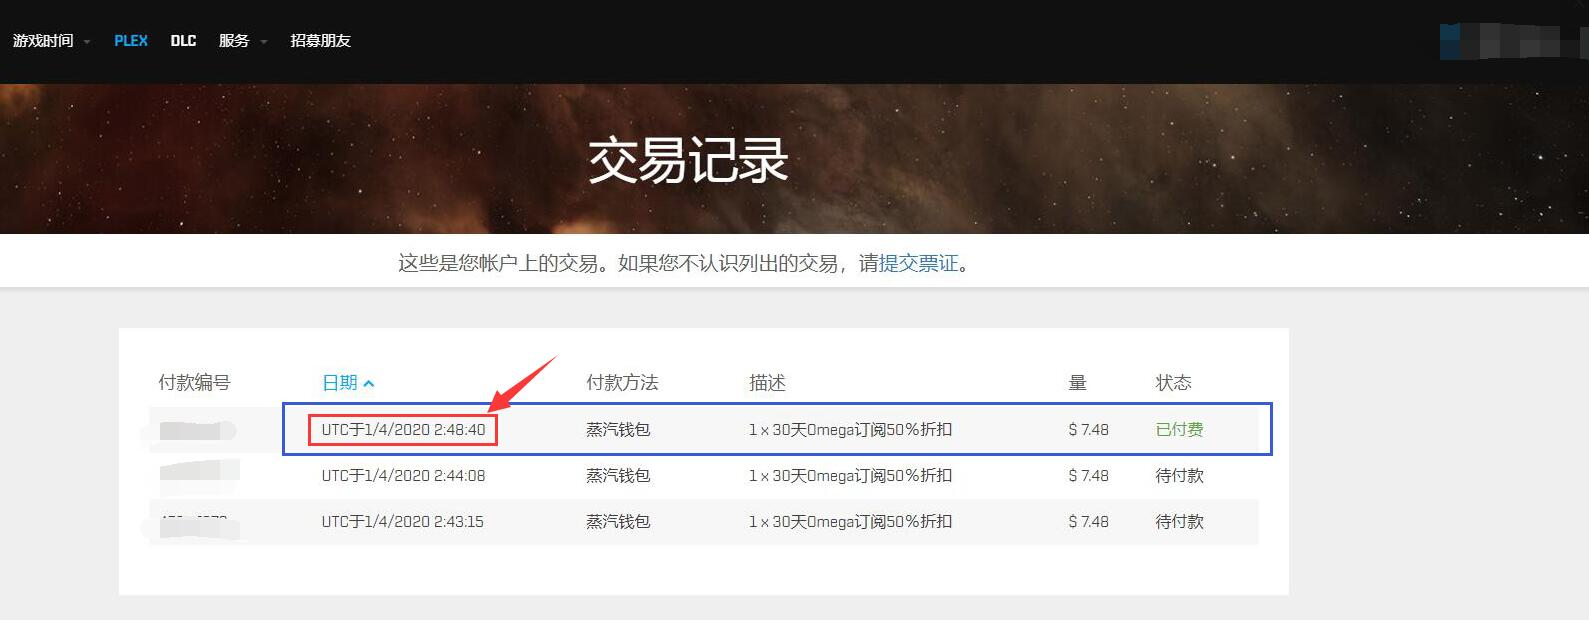 游戏时间 PLEX DLC 服务 招募朋友
交易记录
这些是您帐户上的交易。如果您不认识列出的交易，请提交票证。
付款编号 日期 付款方法 描述 量 状态
UTC于1/4/2020 2:48:40 蒸汽钱包 1 x 30天Omega订阅50%折扣 $ 7.48 已付费
UTC于1/4/2020 2:44:08 蒸汽钱包 1 x 30天Omega订阅50%折扣 $ 7.48 待付款
UTC于1/4/2020 2:43:15 蒸汽钱包 1 x 30天Omega订阅50%折扣 $ 7.48 待付款